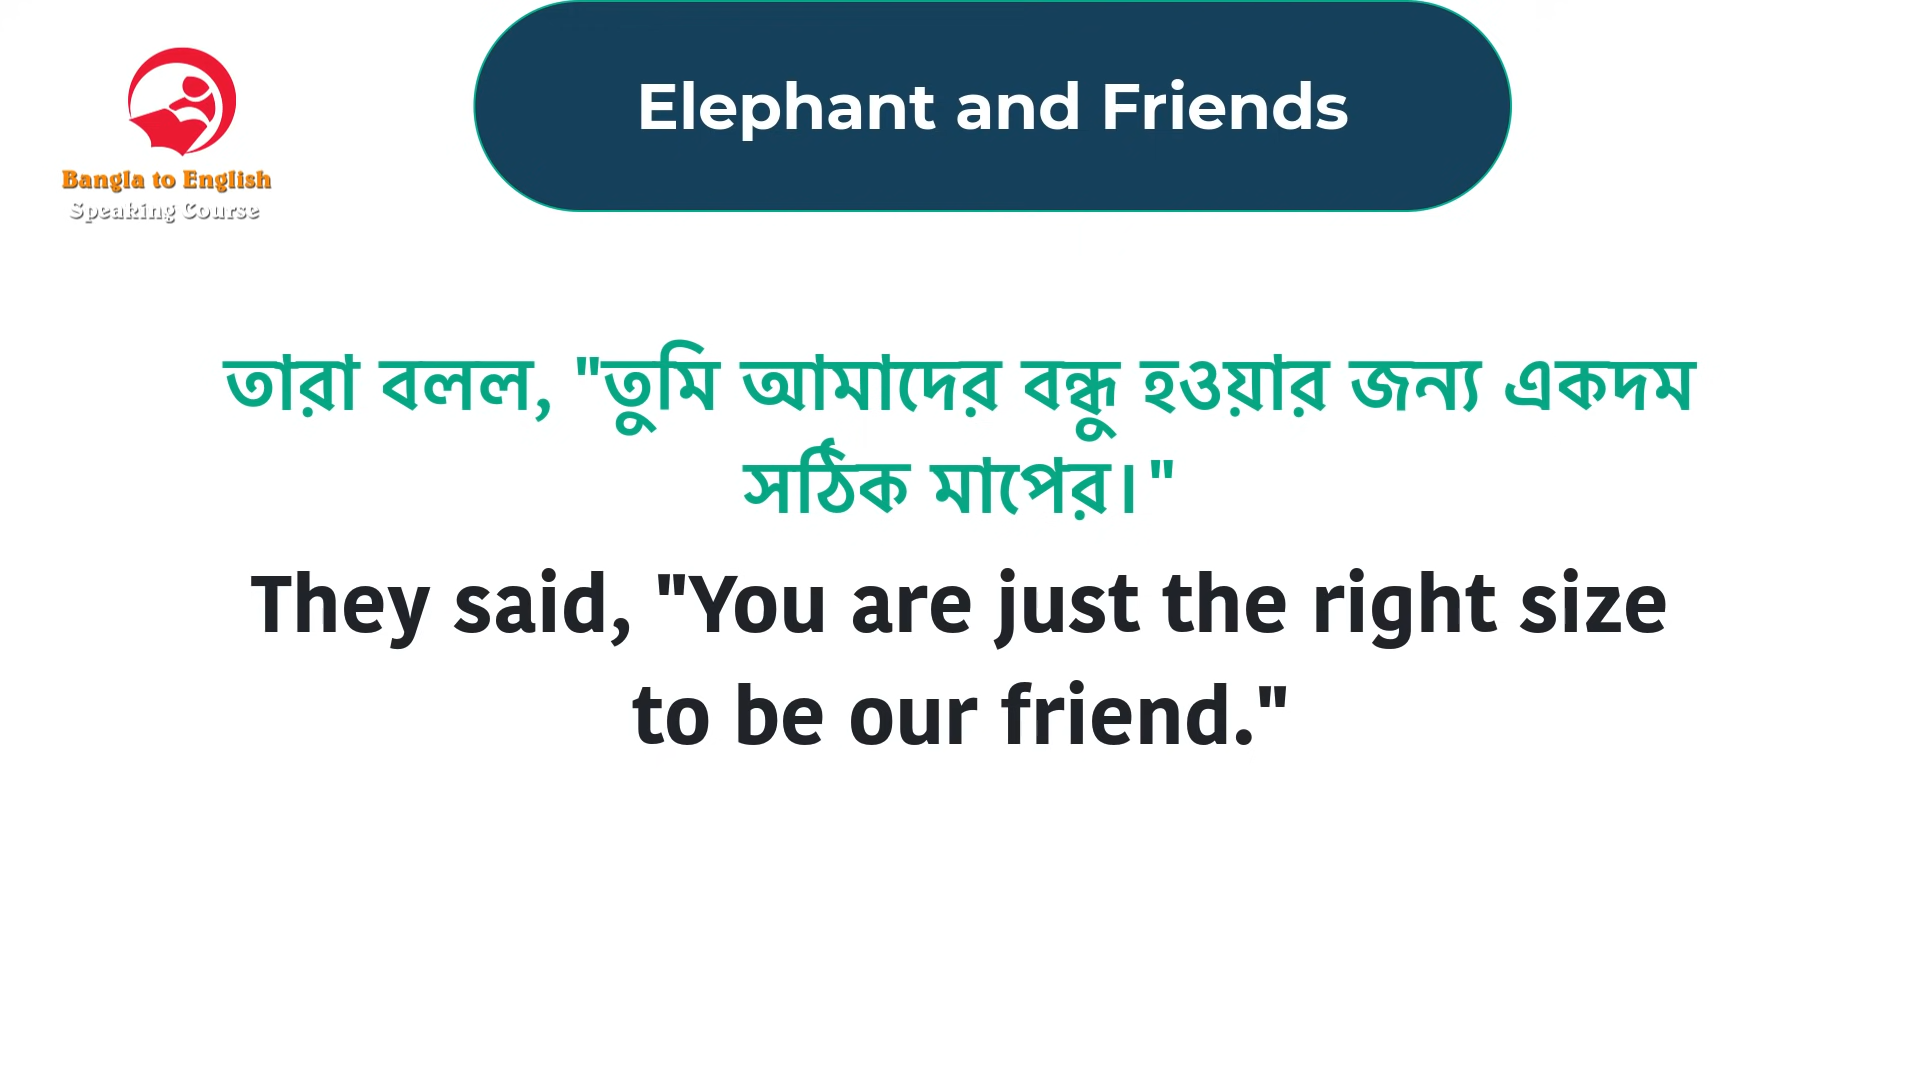 Elephant and Friends
Bangla to English
Speaking Course
তারা বলল, "তুমি আমাদের বন্ধু হওয়ার জন্য একদম
সঠিক মাপের।"
They said, "You are just the right size
to be our friend."